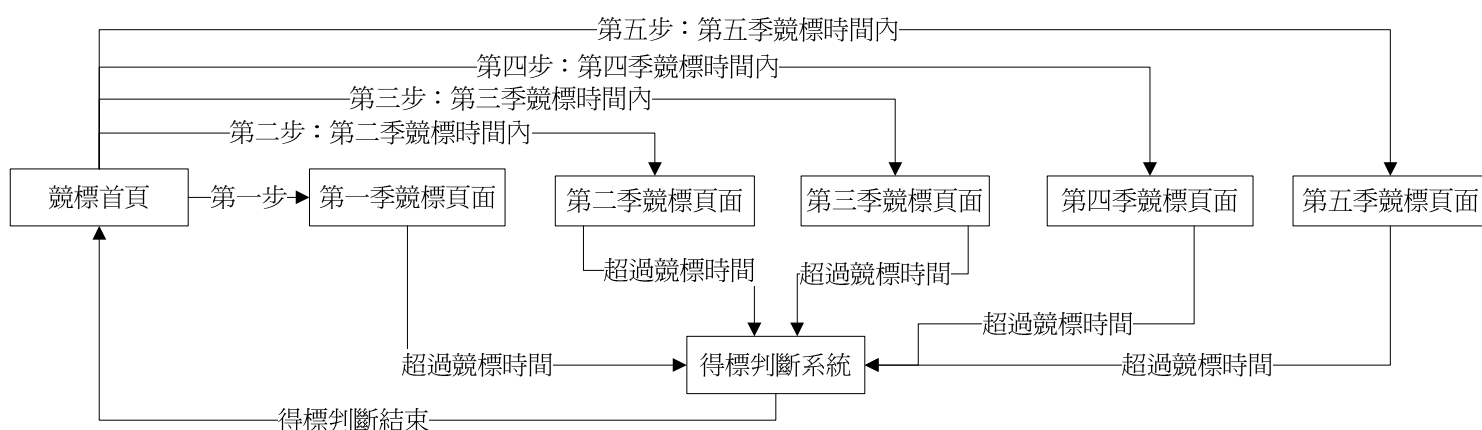 第五步：第五季競標時間內
第四步：第四季競標時間內
第三步：第三季競標時間內
第二步：第二季競標時間內
競標首頁
第一步
第一季競標頁面
第二季競標頁面
第三季競標頁面
第四季競標頁面
第五季競標頁面
超過競標時間
超過競標時間
超過競標時間
超過競標時間
得標判斷系統
超過競標時間
得標判斷結束